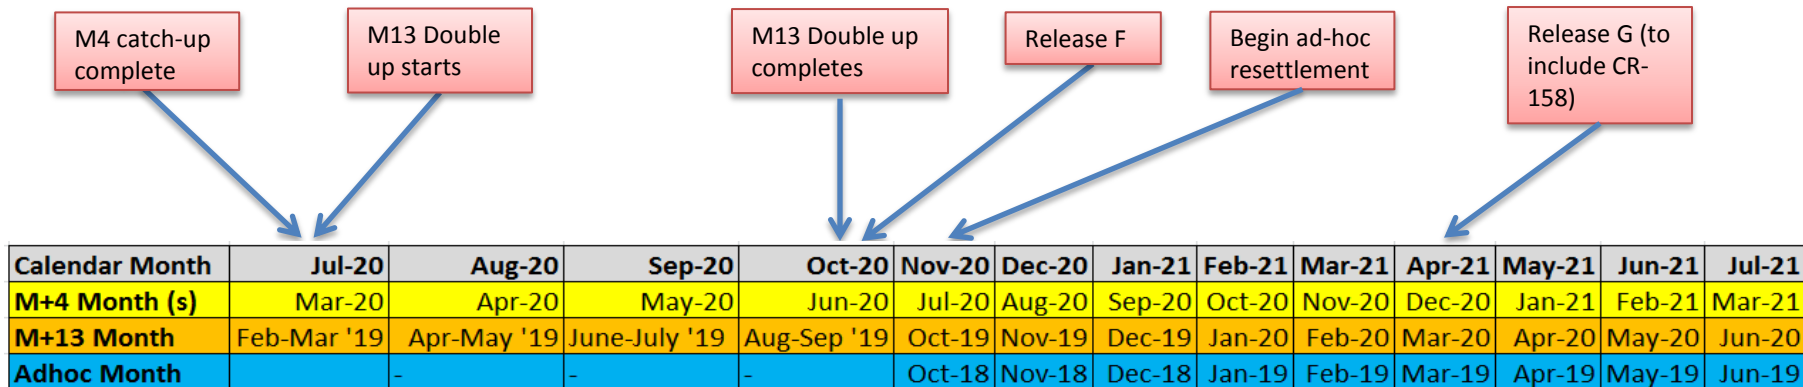 M4 catch-up
complete
M13 Double
up starts
M13 Double up
completes
Release F
Begin ad-hoc
resettlement
Release G (to
include CR-
158)
Calendar Month Jul-20 Aug-20 Sep-20 Oct-20 Nov-20 Dec-20 Jan-21 Feb-21 Mar-21 Apr-21 May-21 Jun-21 Jul-21
M+4 Month (s) Mar-20 Apr-20 May-20 Jun-20 Jul-20 Aug-20 Sep-20 Oct-20 Nov-20 Dec-20 Jan-21 Feb-21 Mar-21
M+13 Month Feb-Mar '19 Apr-May '19 June-July '19 Aug-Sep '19 Oct-19 Nov-19 Dec-19 Jan-20 Feb-20 Mar-20 Apr-20 May-20 Jun-20
Adhoc Month - - - Oct-18 Nov-18 Dec-18 Jan-19 Feb-19 Mar-19 Apr-19 May-19 Jun-19